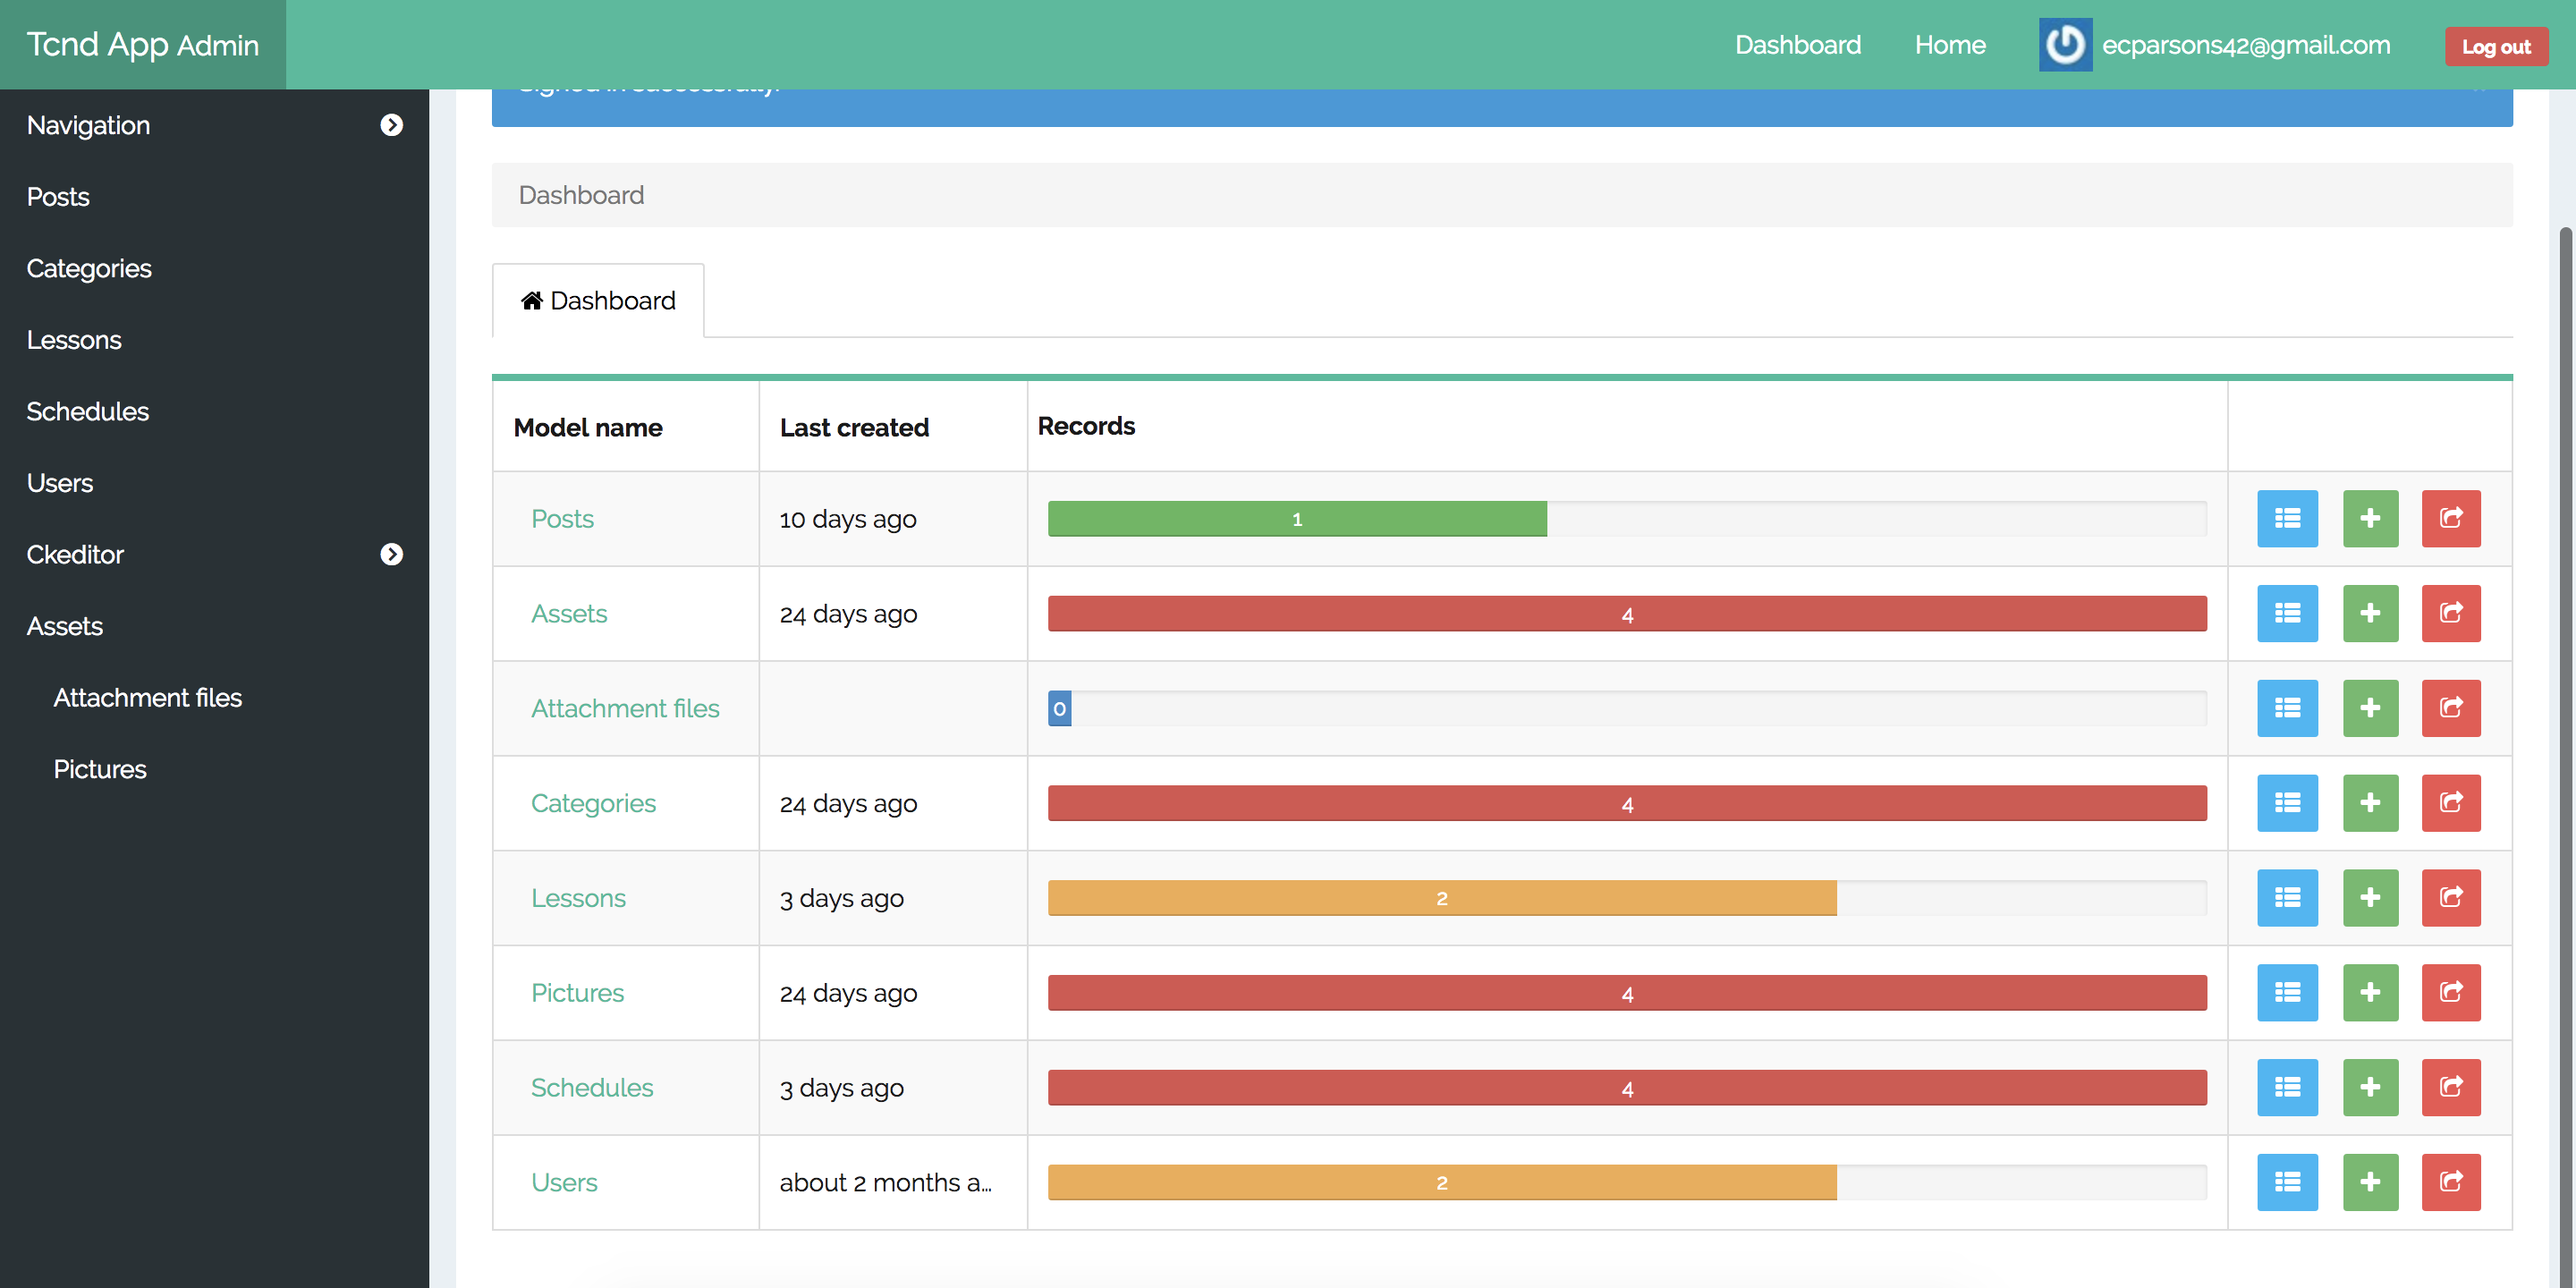 Tcnd App Admin
Dashboard
Home
ecparsons42@gmail.com
Log out
Navigation
Posts
Categories
Lessons
Schedules
Users
Ckeditor
Assets
Attachment files
Pictures
Signed in successfully.
Dashboard
Dashboard
Model name Last created Records
Posts 10 days ago 1
Assets 24 days ago 4
Attachment files 0
Categories 24 days ago 4
Lessons 3 days ago 2
Pictures 24 days ago 4
Schedules 3 days ago 4
Users about 2 months a...
2